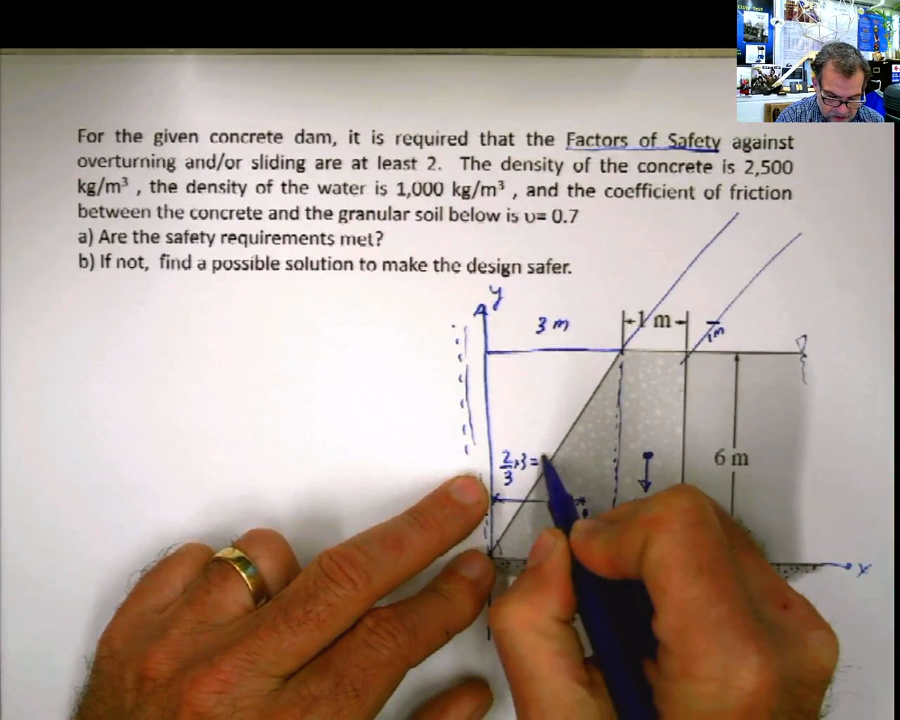 For the given concrete dam, it is required that the Factors of Safety against
overturning and/or sliding are at least 2. The density of the concrete is 2,500
kg/m³ , the density of the water is 1,000 kg/m³ , and the coefficient of friction
between the concrete and the granular soil below is υ= 0.7
a) Are the safety requirements met?
b) If not, find a possible solution to make the design safer.
y
3 m
1 m
1m
2/3 × 3 =
6 m
x